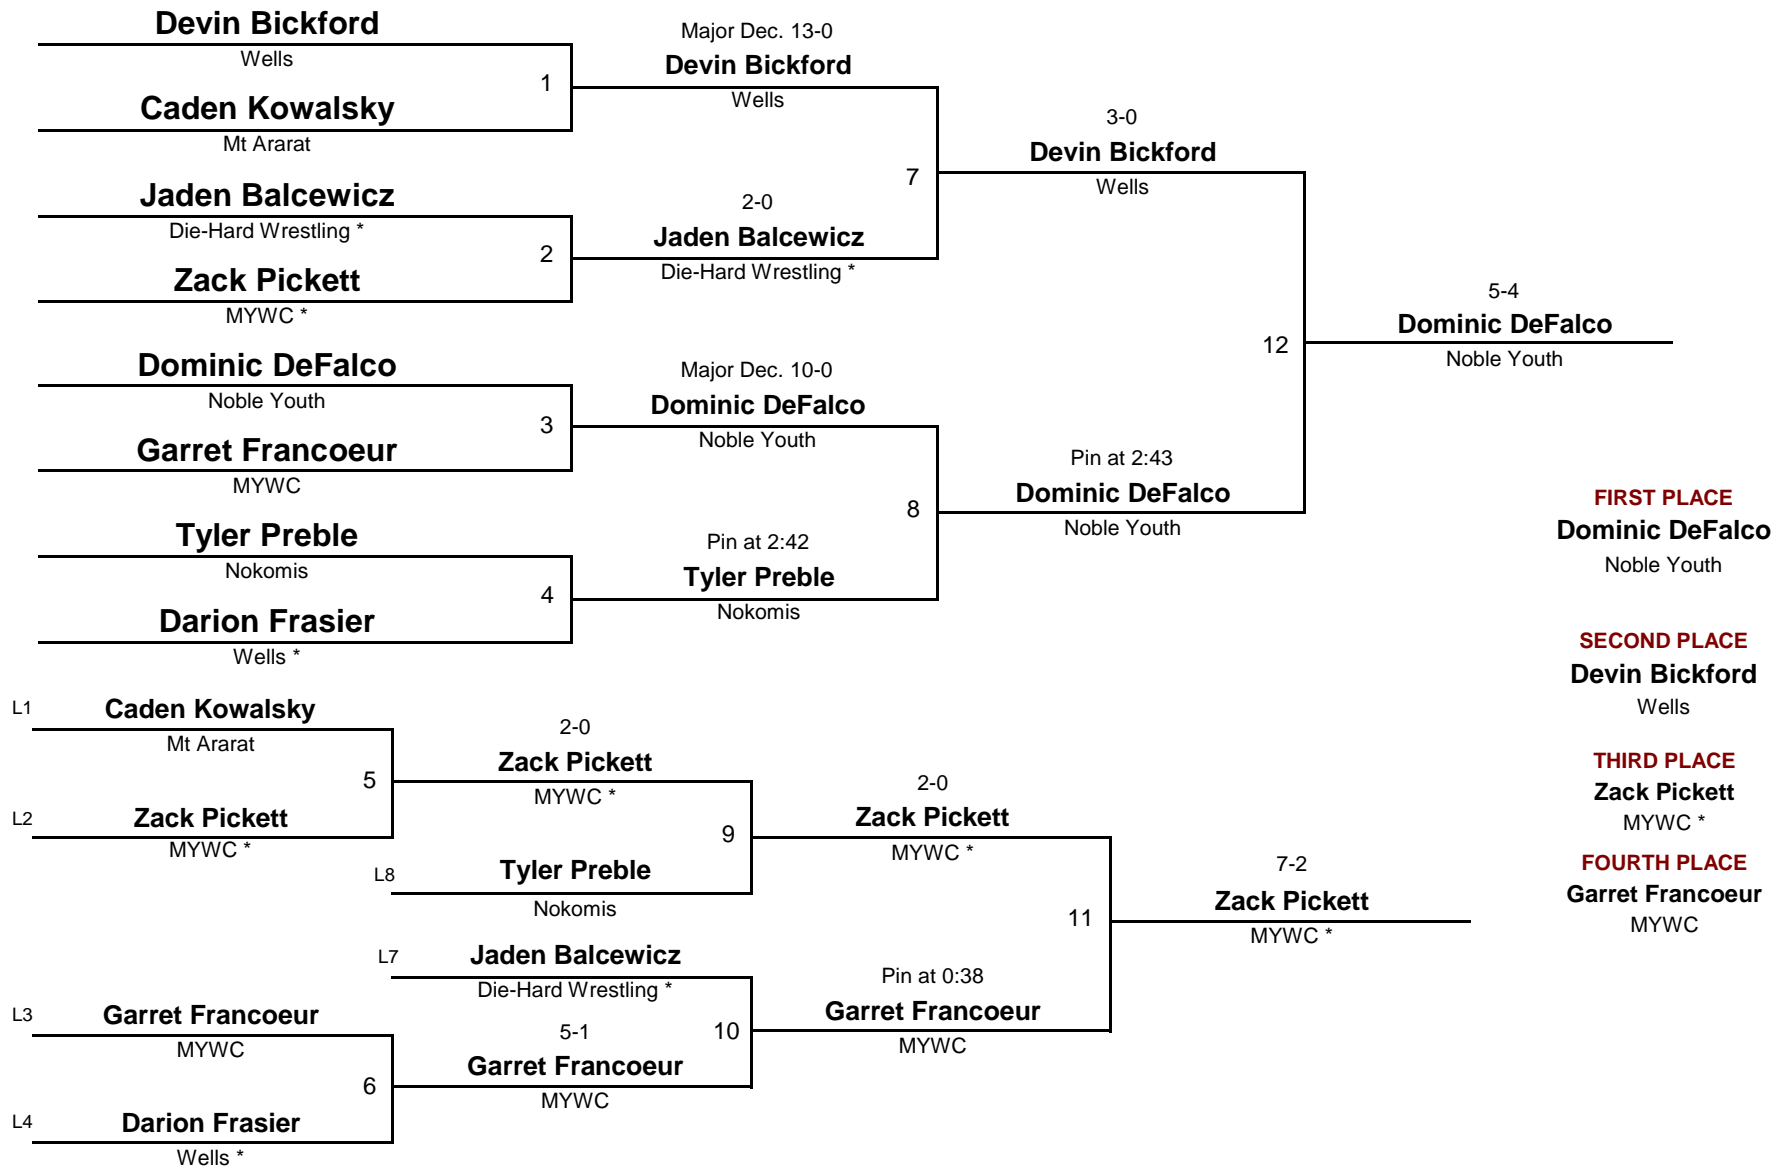 Devin Bickford
Wells
1
Caden Kowalsky
Mt Ararat
Jaden Balcewicz
Die-Hard Wrestling *
2
Zack Pickett
MYWC *
Dominic DeFalco
Noble Youth
3
Garret Francoeur
MYWC
Tyler Preble
Nokomis
4
Darion Frasier
Wells *
Major Dec. 13-0
Devin Bickford
Wells
7
2-0
Jaden Balcewicz
Die-Hard Wrestling *
Major Dec. 10-0
Dominic DeFalco
Noble Youth
8
Pin at 2:42
Tyler Preble
Nokomis
3-0
Devin Bickford
Wells
12
Pin at 2:43
Dominic DeFalco
Noble Youth
5-4
Dominic DeFalco
Noble Youth
L1
Caden Kowalsky
Mt Ararat
5
L2
Zack Pickett
MYWC *
L3
Garret Francoeur
MYWC
6
L4
Darion Frasier
Wells *
2-0
Zack Pickett
MYWC *
9
L8
Tyler Preble
Nokomis
L7
Jaden Balcewicz
Die-Hard Wrestling *
10
5-1
Garret Francoeur
MYWC
2-0
Zack Pickett
MYWC *
11
Pin at 0:38
Garret Francoeur
MYWC
7-2
Zack Pickett
MYWC *
FIRST PLACE
Dominic DeFalco
Noble Youth
SECOND PLACE
Devin Bickford
Wells
THIRD PLACE
Zack Pickett
MYWC *
FOURTH PLACE
Garret Francoeur
MYWC